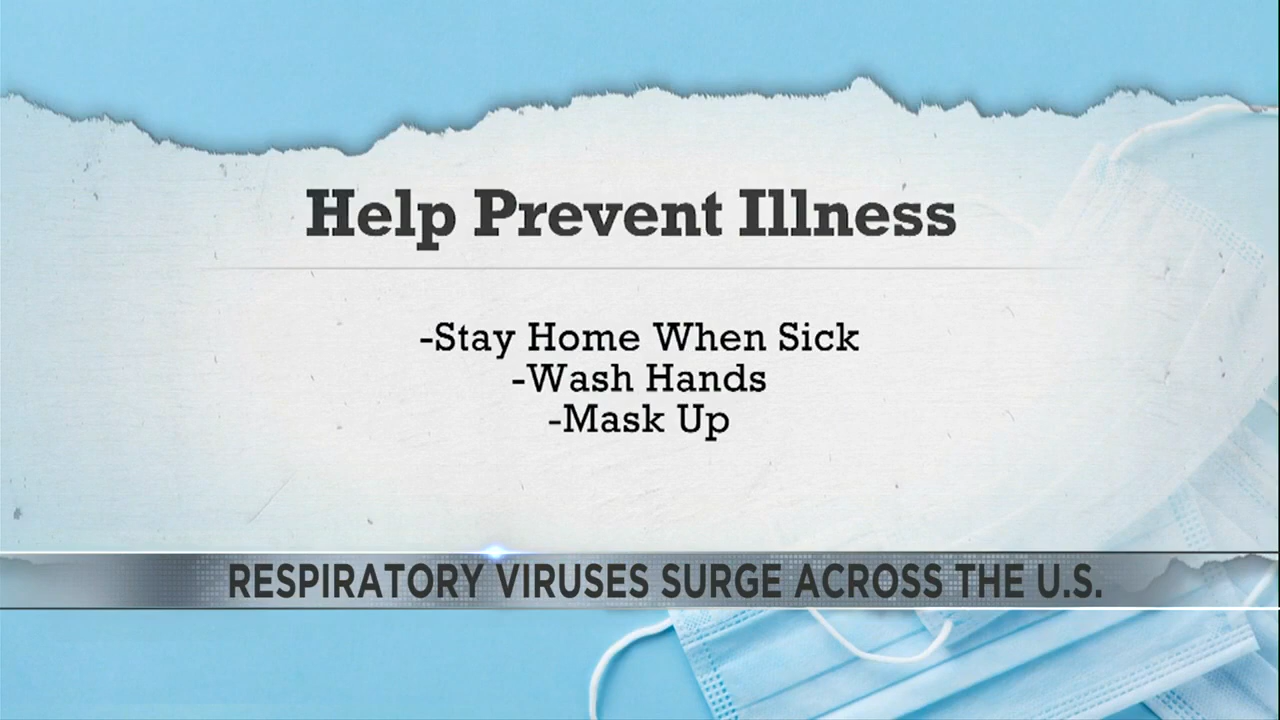 Help Prevent Illness
-Stay Home When Sick
-Wash Hands
-Mask Up
RESPIRATORY VIRUSES SURGE ACROSS THE U.S.